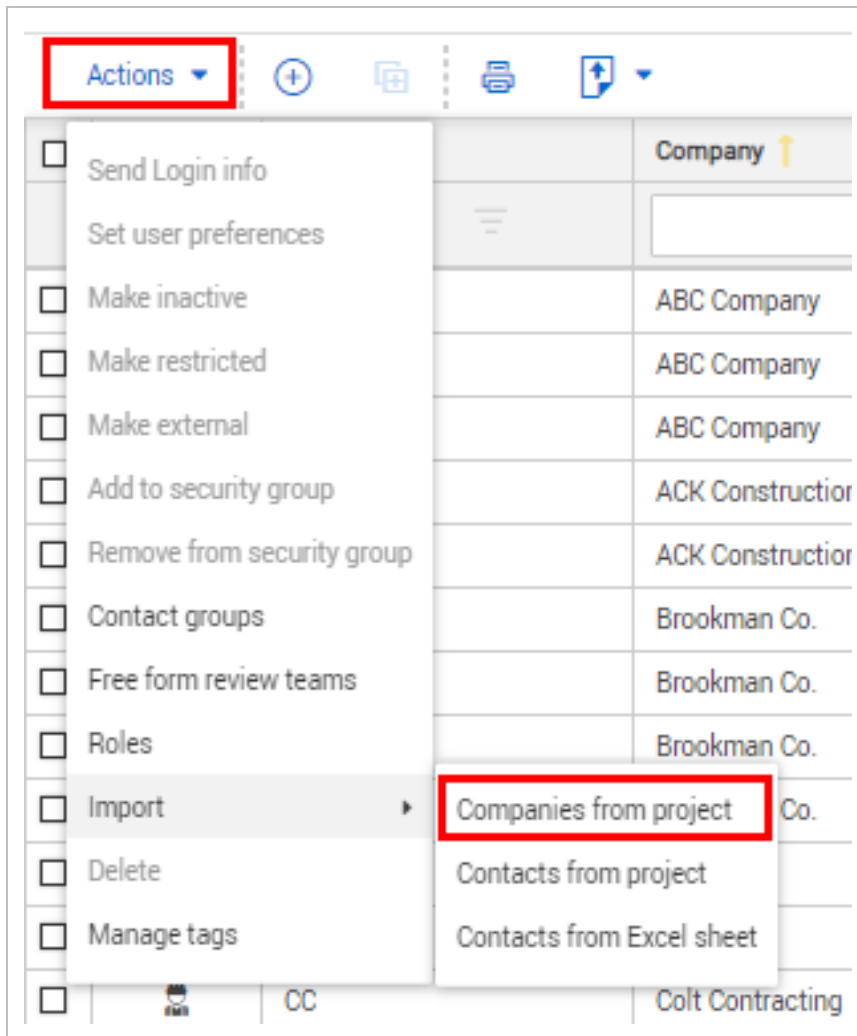 Actions
Company
Send Login info
Set user preferences
Make inactive
ABC Company
Make restricted
ABC Company
Make external
ABC Company
Add to security group
ACK Construction
Remove from security group
ACK Construction
Contact groups
Brookman Co.
Free form review teams
Brookman Co.
Roles
Brookman Co.
Import
Companies from project
Co.
Delete
Contacts from project
Manage tags
Contacts from Excel sheet
CC
Colt Contracting